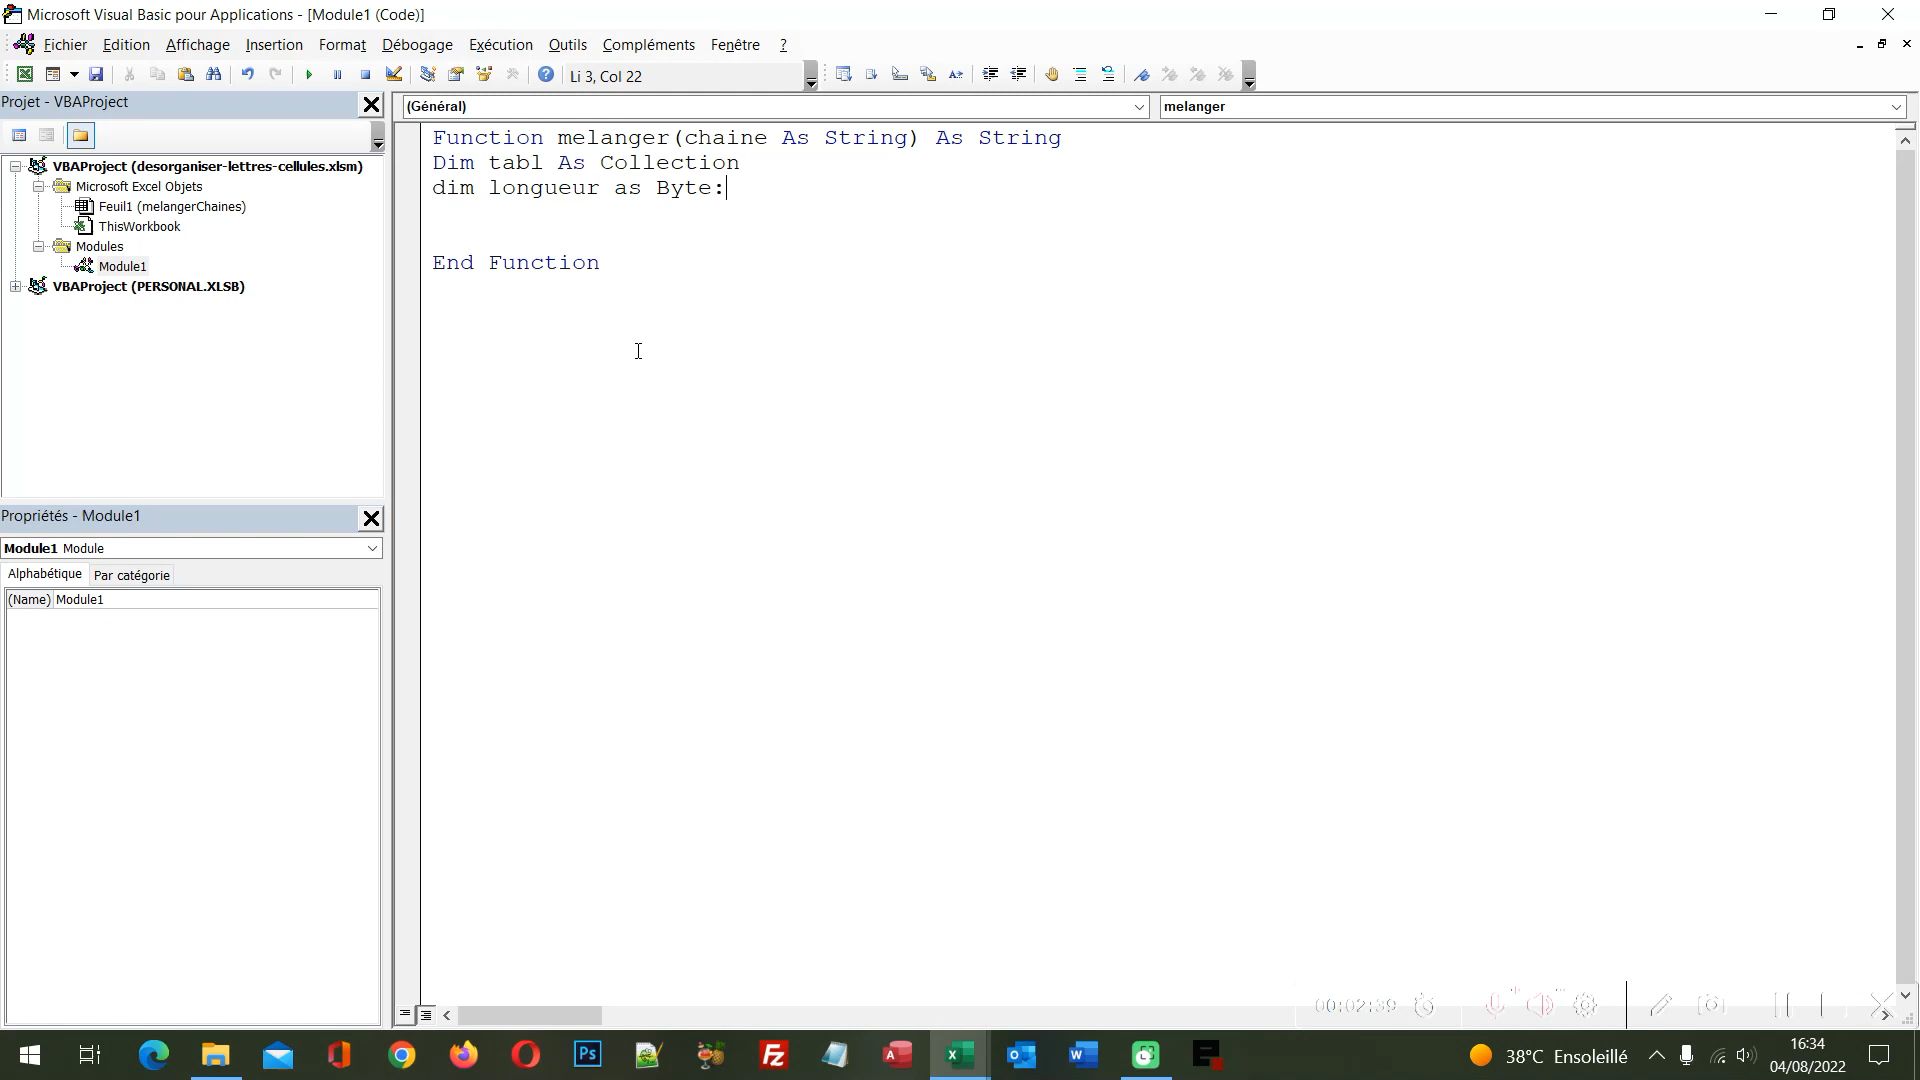 Microsoft Visual Basic pour Applications - [Module1 (Code)]
Fichier Edition Affichage Insertion Format Débogage Exécution Outils Compléments Fenêtre ?
Li 3, Col 22
Projet - VBAProject
(Général)
melanger
VBAProject (desorganiser-lettres-cellules.xlsm)
Microsoft Excel Objets
Feuil1 (melangerChaines)
ThisWorkbook
Modules
Module1
VBAProject (PERSONAL.XLSB)
Function melanger(chaine As String) As String
Dim tabl As Collection
dim longueur as Byte:
End Function
Propriétés - Module1
Module1 Module
Alphabétique Par catégorie
(Name) Module1
00:02:39
38°C Ensoleillé
16:34
04/08/2022